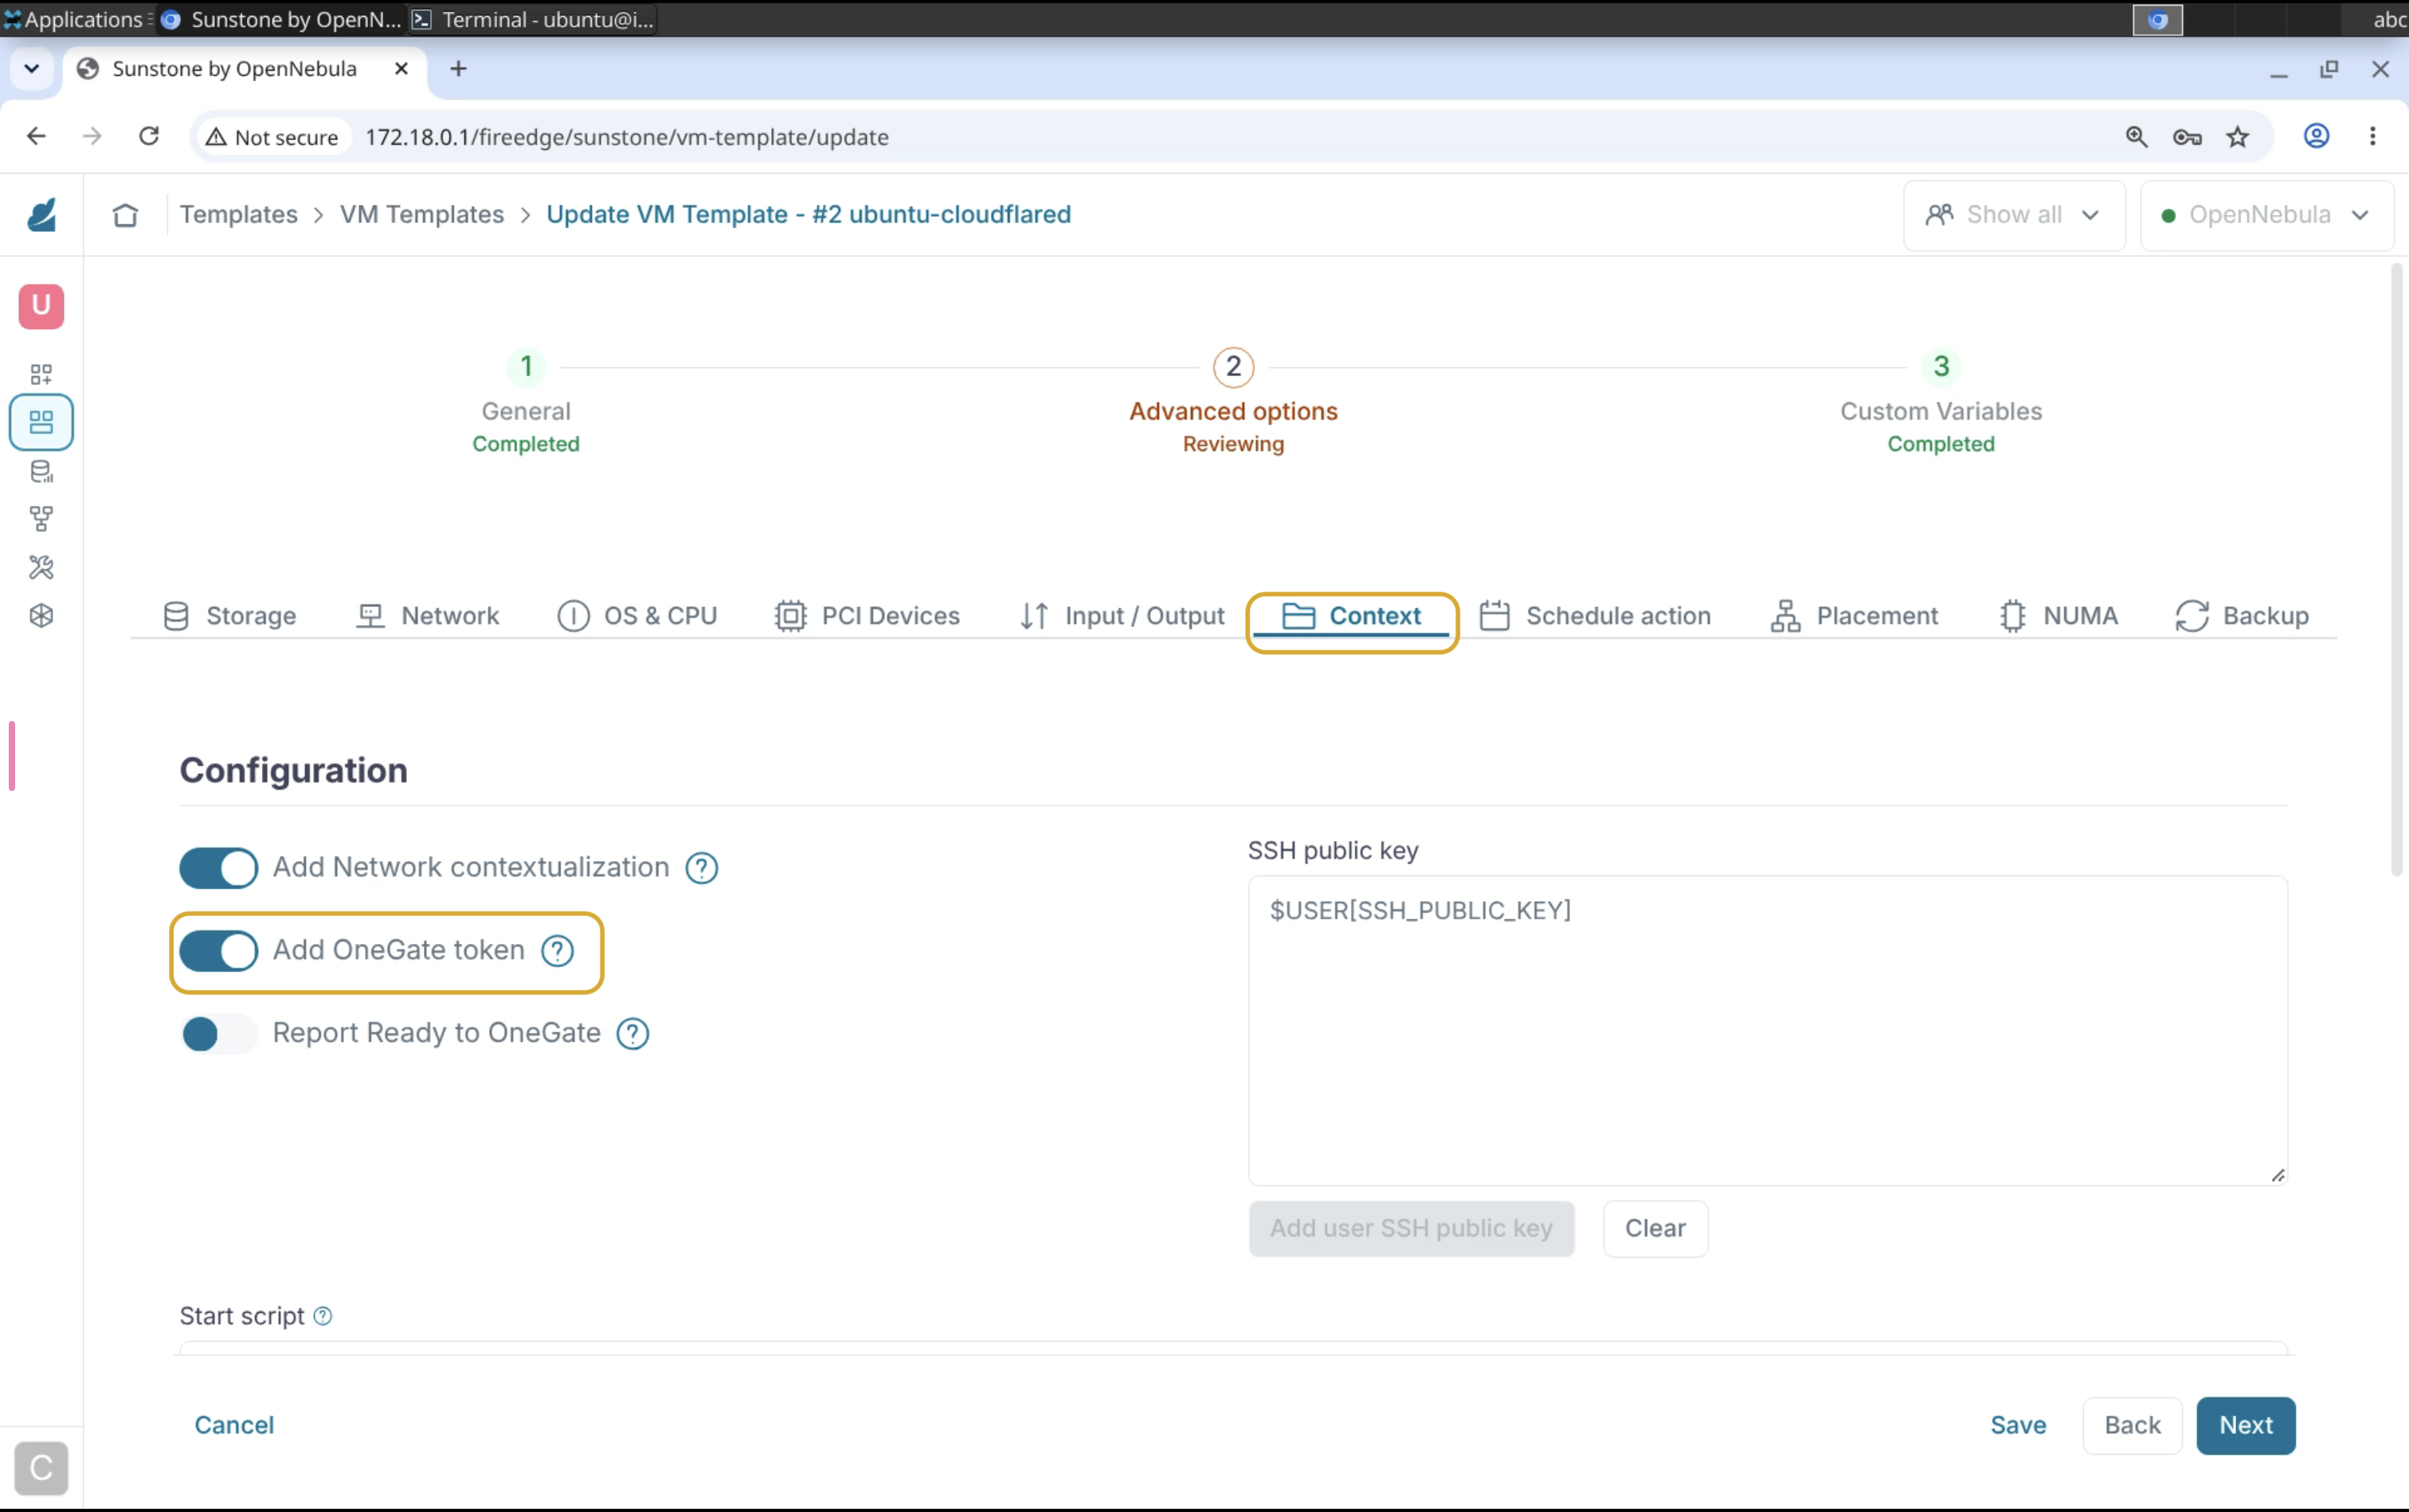 Applications Sunstone by OpenN... Terminal - ubuntu@i... abc
Sunstone by OpenNebula
Not secure 172.18.0.1/fireedge/sunstone/vm-template/update
Templates > VM Templates > Update VM Template - #2 ubuntu-cloudflared Show all OpenNebula
U
1 2 3
General Advanced options Custom Variables
Completed Reviewing Completed
Storage Network OS & CPU PCI Devices Input / Output Context Schedule action Placement NUMA Backup
Configuration
Add Network contextualization ?
Add OneGate token ?
Report Ready to OneGate ?
SSH public key
$USER[SSH_PUBLIC_KEY]
Add user SSH public key Clear
Start script ?
Cancel Save Back Next
C